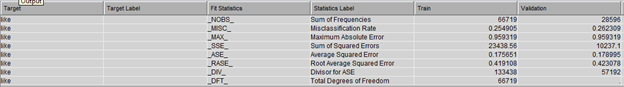 Output
Target Target Label Fit Statistics Statistics Label Train Validation
like _NOBS_ Sum of Frequencies 66719 28596
like _MISC_ Misclassification Rate 0.254905 0.262309
like _MAX_ Maximum Absolute Error 0.959319 0.959319
like _SSE_ Sum of Squared Errors 23438.56 10237.1
like _ASE_ Average Squared Error 0.175651 0.178995
like _RASE_ Root Average Squared Error 0.419108 0.423078
like _DIV_ Divisor for ASE 133438 57192
like _DFT_ Total Degrees of Freedom 66719 .